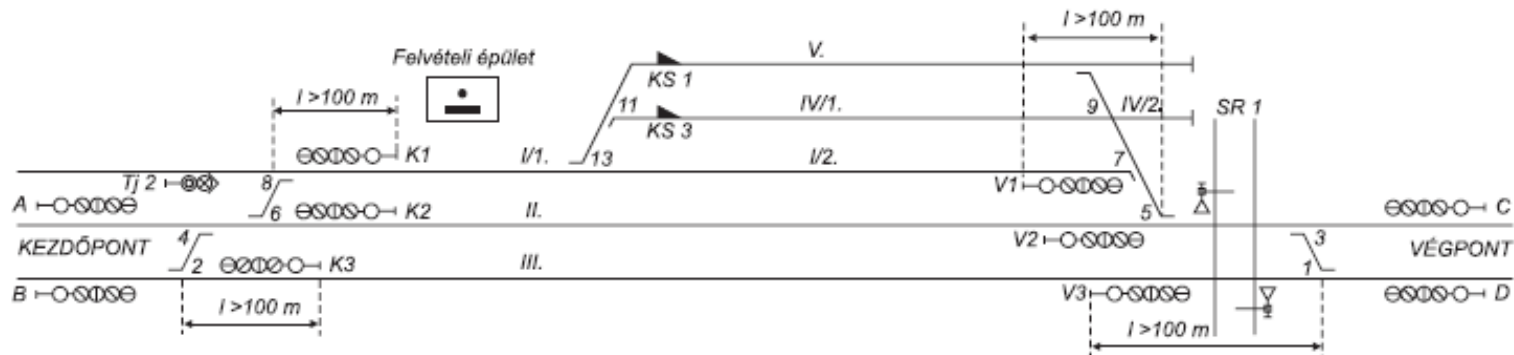 l >100 m
V.
Felvételi épület
KS 1
l >100 m
11
IV/1.
9
IV/2.
SR 1
KS 3
K1
I/1.
13
I/2.
7
Tj 2
8
V1
A
6
K2
II.
5
C
KEZDŐPONT
4
V2
3
VÉGPONT
2
K3
III.
1
B
V3
D
l >100 m
l >100 m